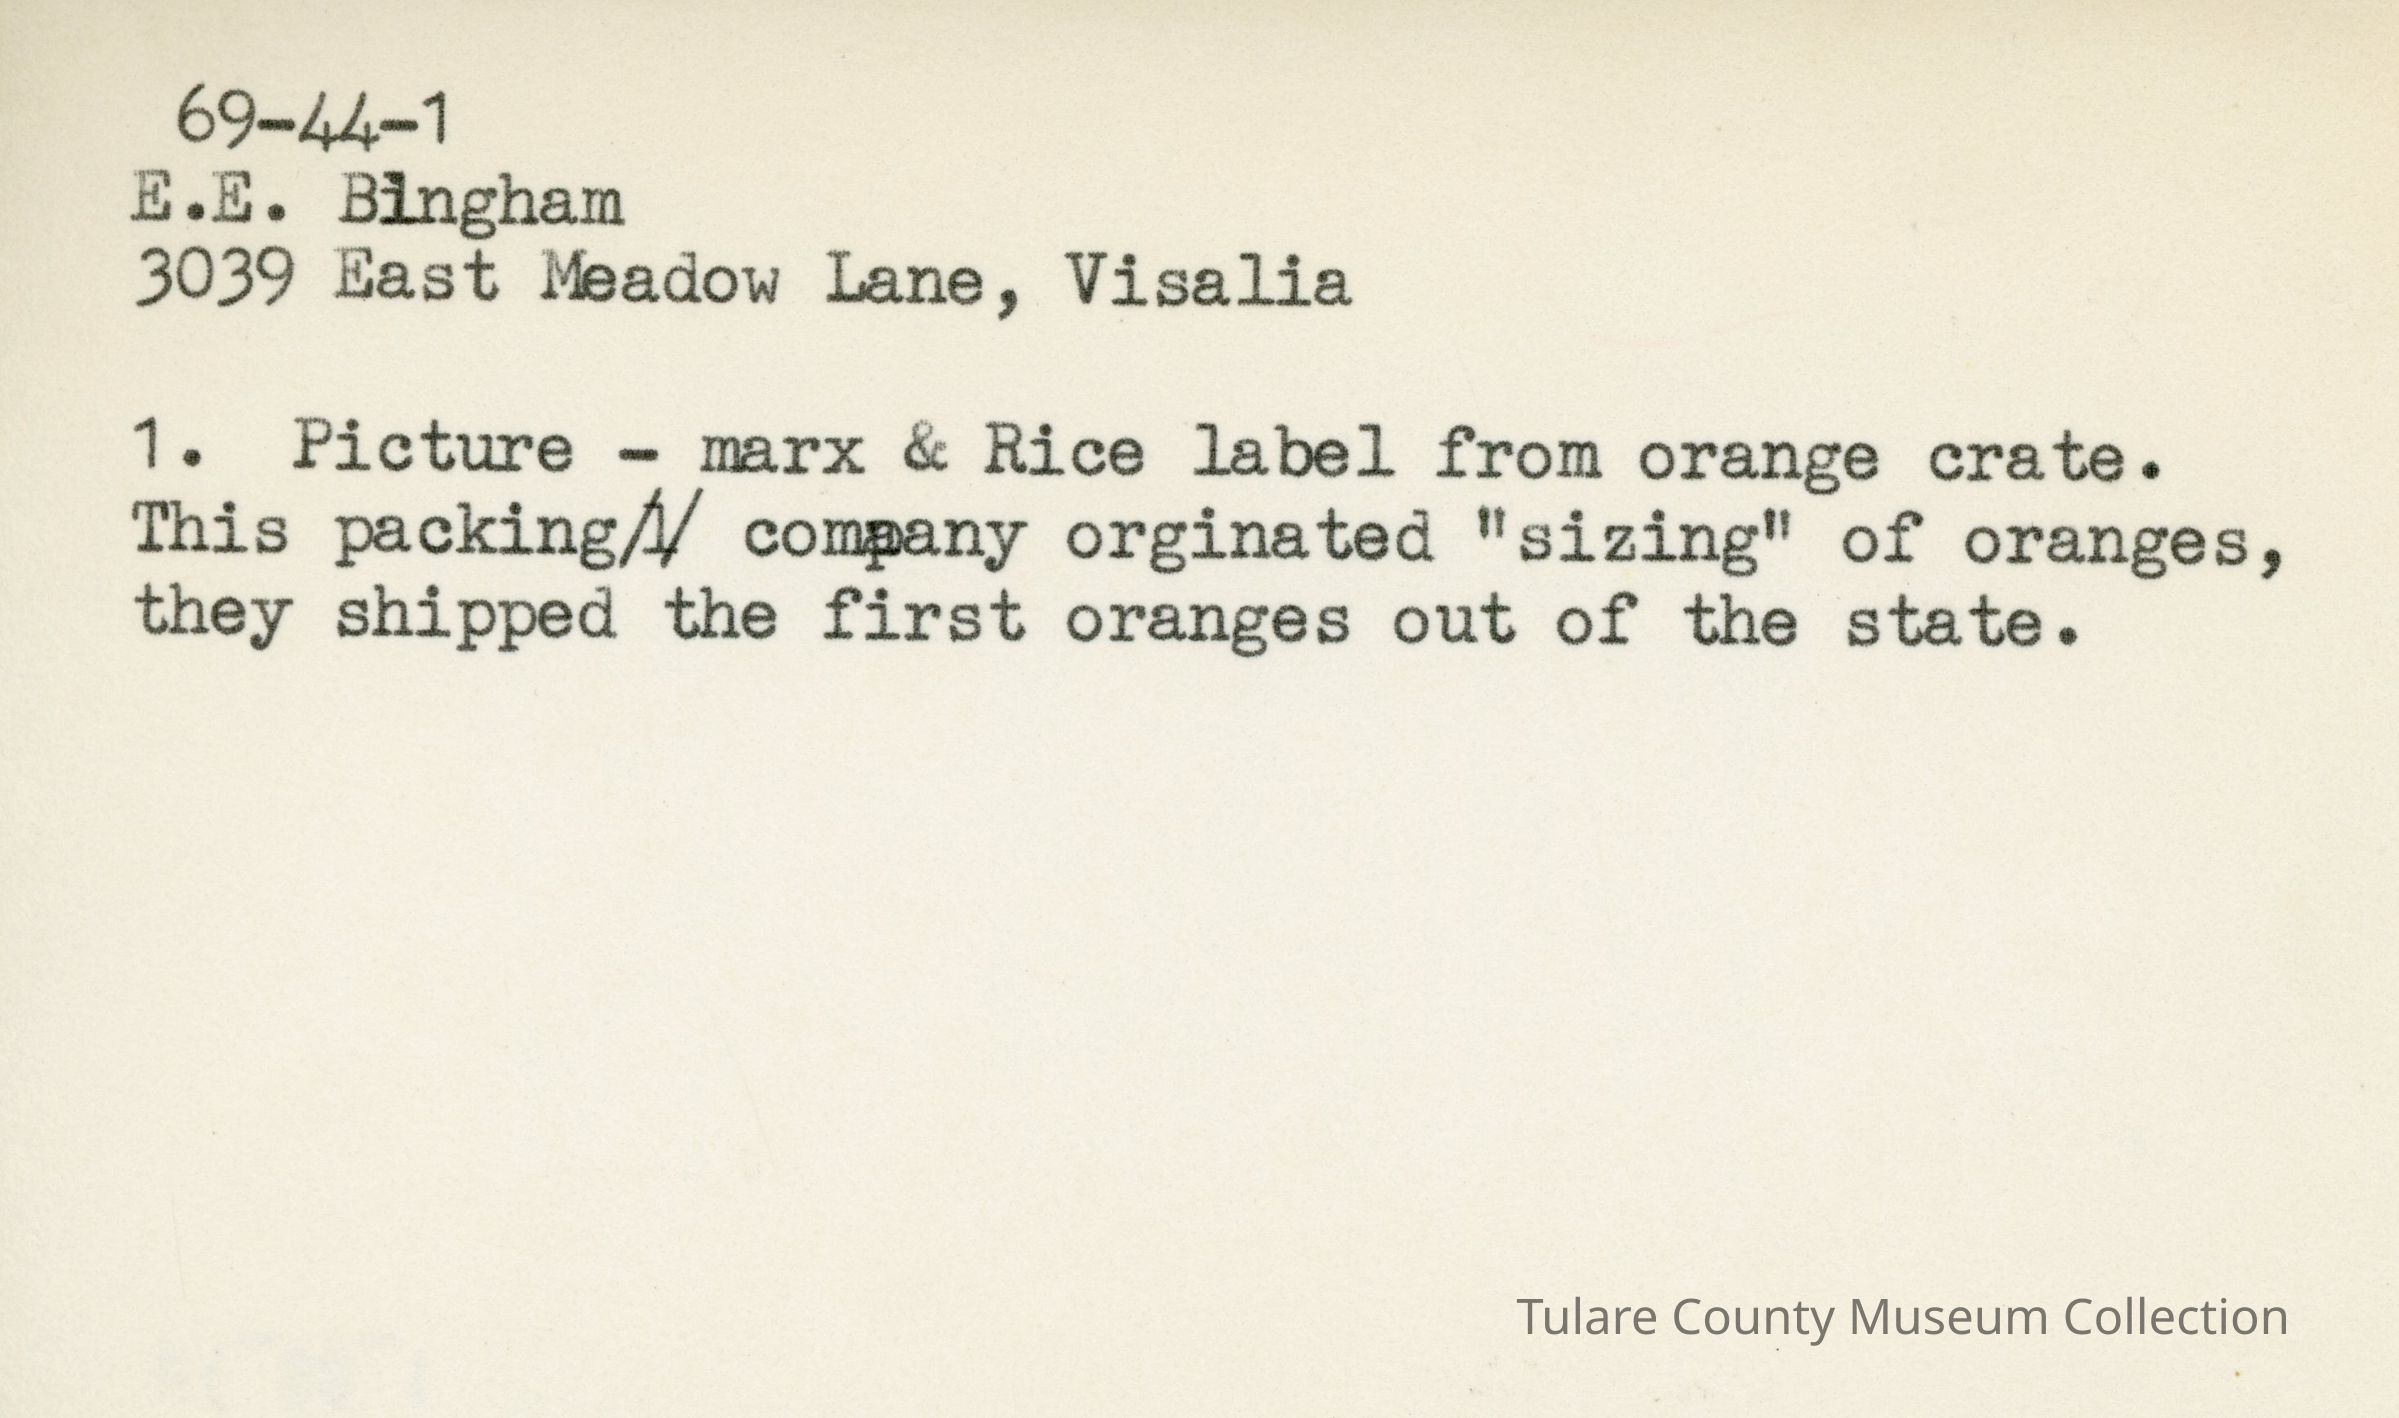 69-44-1
E.E. Bingham
3039 East Meadow Lane, Visalia
1. Picture - marx & Rice label from orange crate.
This packing/1/ company orginated "sizing" of oranges,
they shipped the first oranges out of the state.
Tulare County Museum Collection